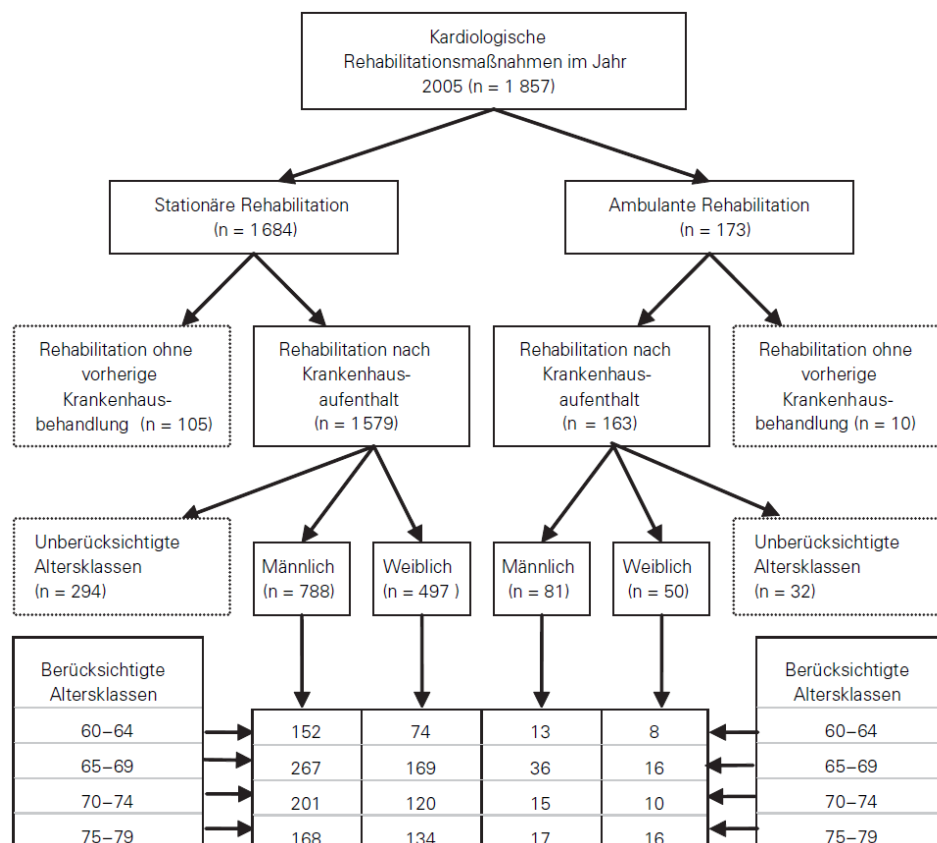 Kardiologische
Rehabilitationsmaßnahmen im Jahr
2005 (n = 1 857)
Stationäre Rehabilitation
(n = 1 684)
Ambulante Rehabilitation
(n = 173)
Rehabilitation ohne
vorherige
Krankenhaus-
behandlung (n = 105)
Rehabilitation nach
Krankenhaus-
aufenthalt
(n = 1 579)
Rehabilitation nach
Krankenhaus-
aufenthalt
(n = 163)
Rehabilitation ohne
vorherige
Krankenhaus-
behandlung (n = 10)
Unberücksichtigte
Altersklassen
(n = 294)
Männlich
(n = 788)
Weiblich
(n = 497 )
Männlich
(n = 81)
Weiblich
(n = 50)
Unberücksichtigte
Altersklassen
(n = 32)
Berücksichtigte
Altersklassen
Berücksichtigte
Altersklassen
60–64 152 74 13 8 60–64
65–69 267 169 36 16 65–69
70–74 201 120 15 10 70–74
75–79 168 134 17 16 75–79